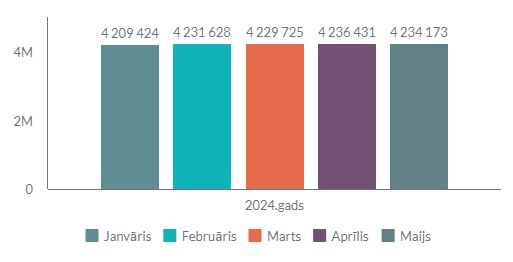 4 209 424 4 231 628 4 229 725 4 236 431 4 234 173
4M
2M
0
2024.gads
Janvāris Februāris Marts Aprīlis Maijs